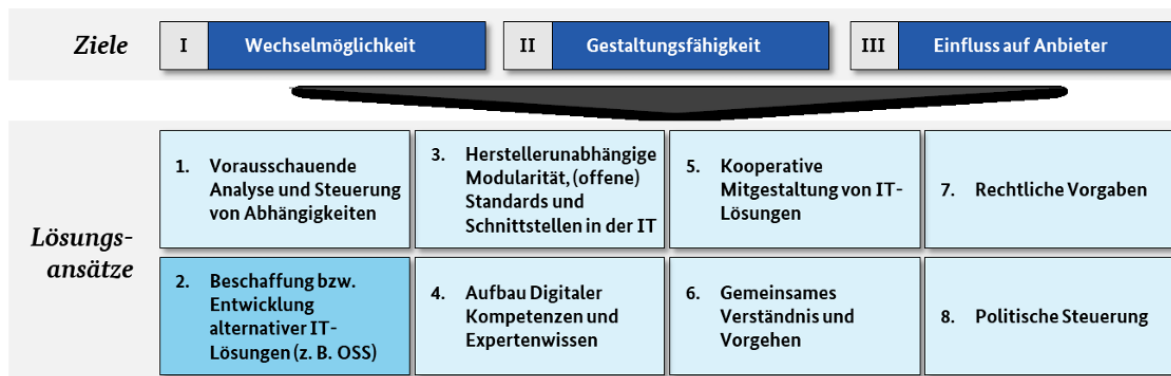 Ziele
I
Wechselmöglichkeit
II
Gestaltungsfähigkeit
III
Einfluss auf Anbieter
Lösungs-
ansätze
1. Vorausschauende
Analyse und Steuerung
von Abhängigkeiten
3. Herstellerunabhängige
Modularität, (offene)
Standards und
Schnittstellen in der IT
5. Kooperative
Mitgestaltung von IT-
Lösungen
7. Rechtliche Vorgaben
2. Beschaffung bzw.
Entwicklung
alternativer IT-
Lösungen (z. B. OSS)
4. Aufbau Digitaler
Kompetenzen und
Expertenwissen
6. Gemeinsames
Verständnis und
Vorgehen
8. Politische Steuerung